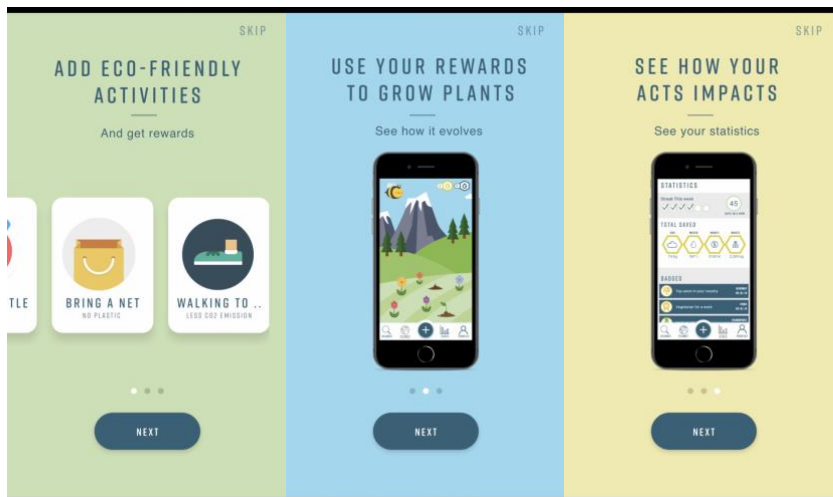 SKIP
ADD ECO-FRIENDLY
ACTIVITIES
And get rewards
TLE
BRING A NET
NO PLASTIC
WALKING TO ..
LESS CO2 EMISSION
NEXT
SKIP
USE YOUR REWARDS
TO GROW PLANTS
See how it evolves
NEXT
SKIP
SEE HOW YOUR
ACTS IMPACTS
See your statistics
STATISTICS
45
TOTAL SAVED
BADGES
NEXT